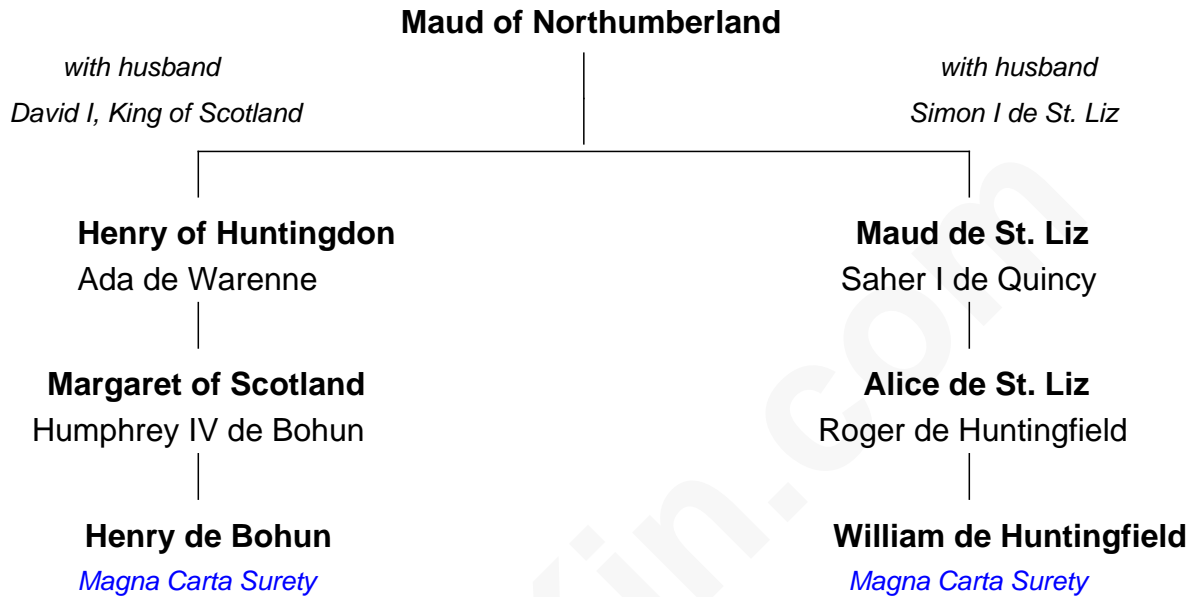 Maud of Northumberland
with husband
David I, King of Scotland
with husband
Simon I de St. Liz
Henry of Huntingdon
Ada de Warenne
Maud de St. Liz
Saher I de Quincy
Margaret of Scotland
Humphrey IV de Bohun
Alice de St. Liz
Roger de Huntingfield
Henry de Bohun
Magna Carta Surety
William de Huntingfield
Magna Carta Surety